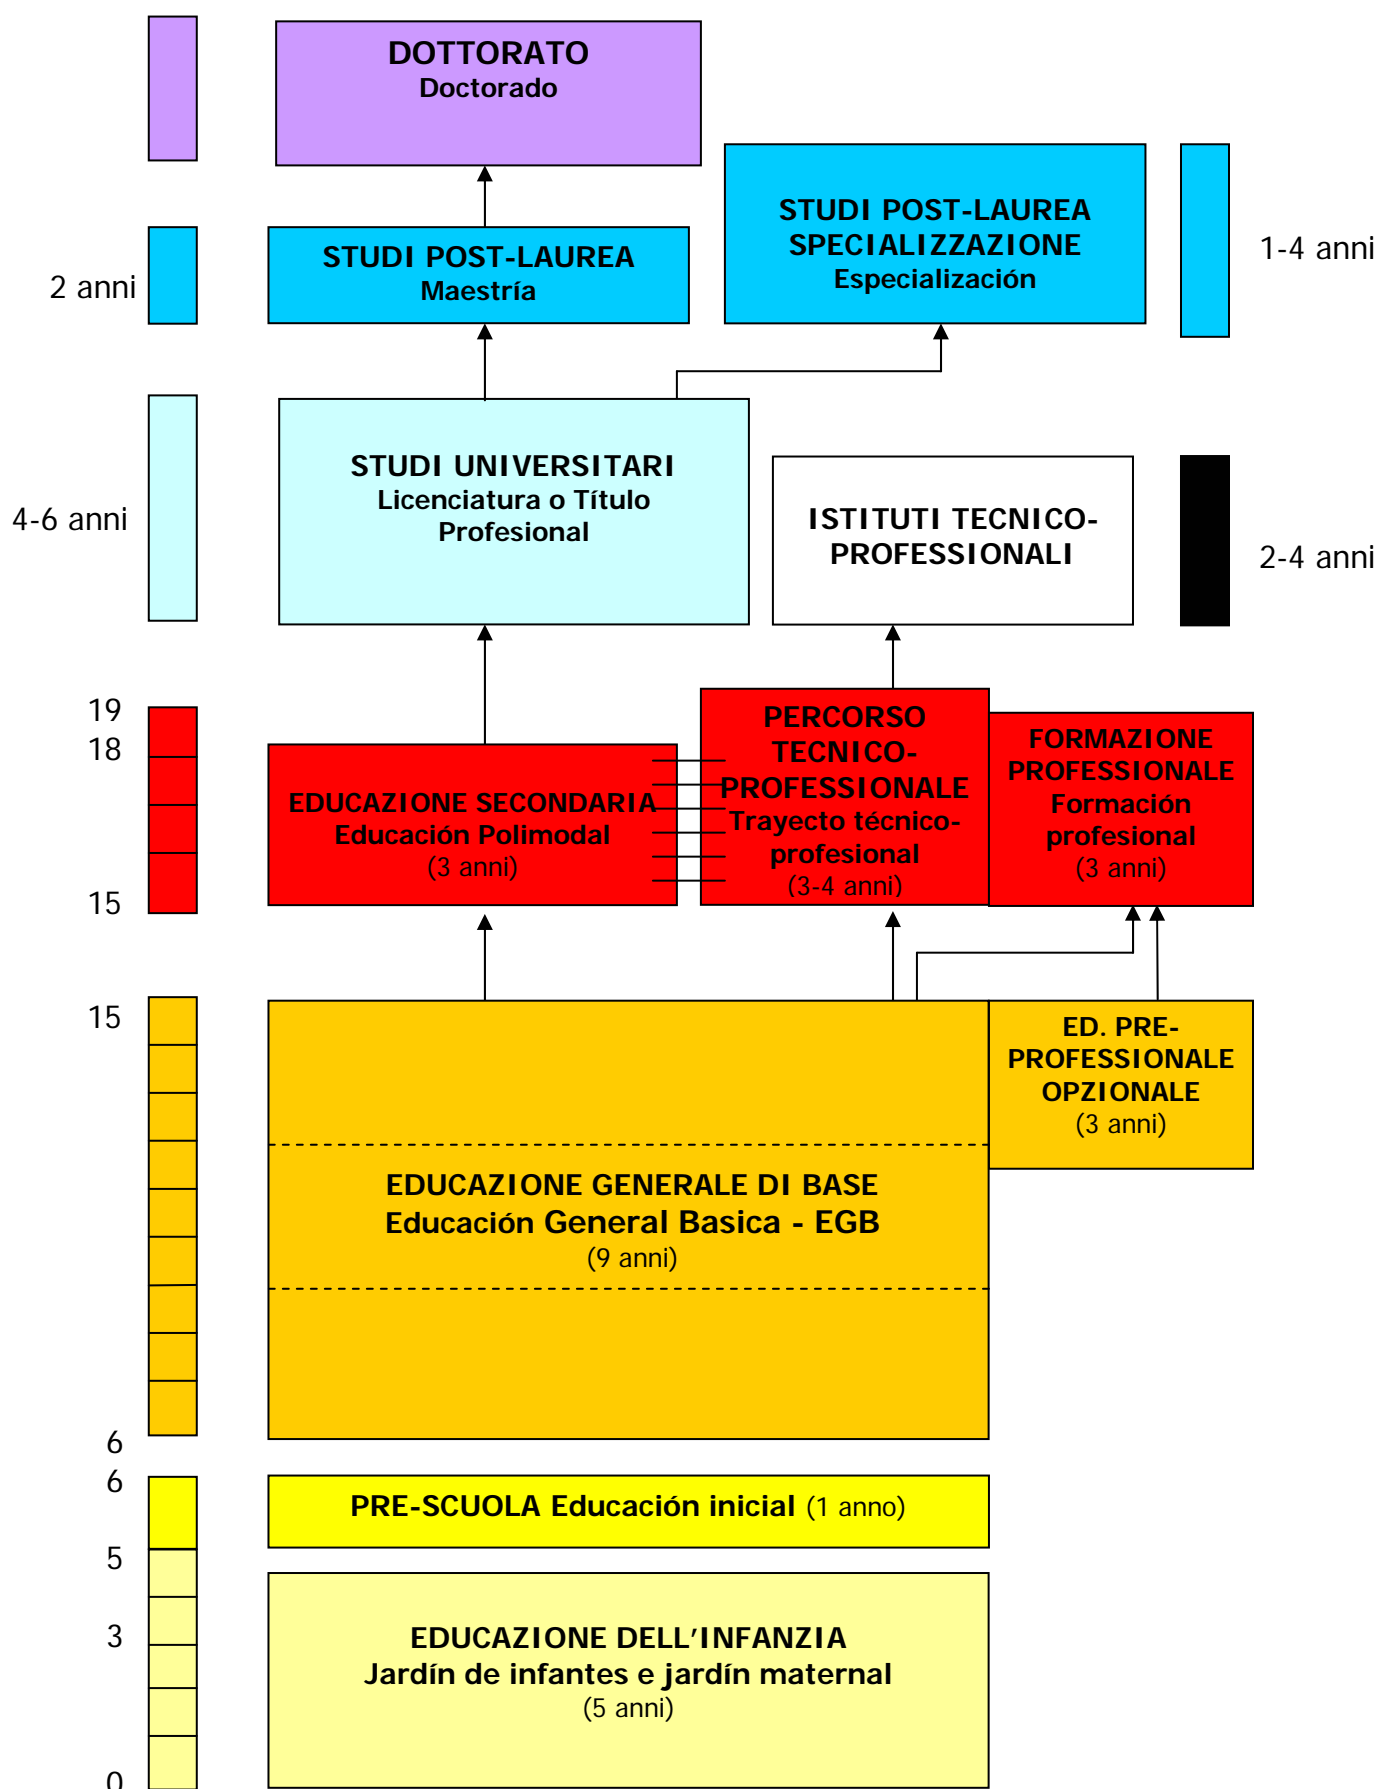 DOTTORATO
Doctorado
STUDI POST-LAUREA
SPECIALIZZAZIONE
Especialización
1-4 anni
2 anni
STUDI POST-LAUREA
Maestría
4-6 anni
STUDI UNIVERSITARI
Licenciatura o Título
Profesional
ISTITUTI TECNICO-
PROFESSIONALI
2-4 anni
19
18
15
EDUCAZIONE SECONDARIA
Educación Polimodal
(3 anni)
PERCORSO
TECNICO-
PROFESSIONALE
Trayecto técnico-
profesional
(3-4 anni)
FORMAZIONE
PROFESSIONALE
Formación
profesional
(3 anni)
15
ED. PRE-
PROFESSIONALE
OPZIONALE
(3 anni)
EDUCAZIONE GENERALE DI BASE
Educación General Basica - EGB
(9 anni)
6
6
PRE-SCUOLA Educación inicial (1 anno)
5
3
EDUCAZIONE DELL'INFANZIA
Jardín de infantes e jardín maternal
(5 anni)
0